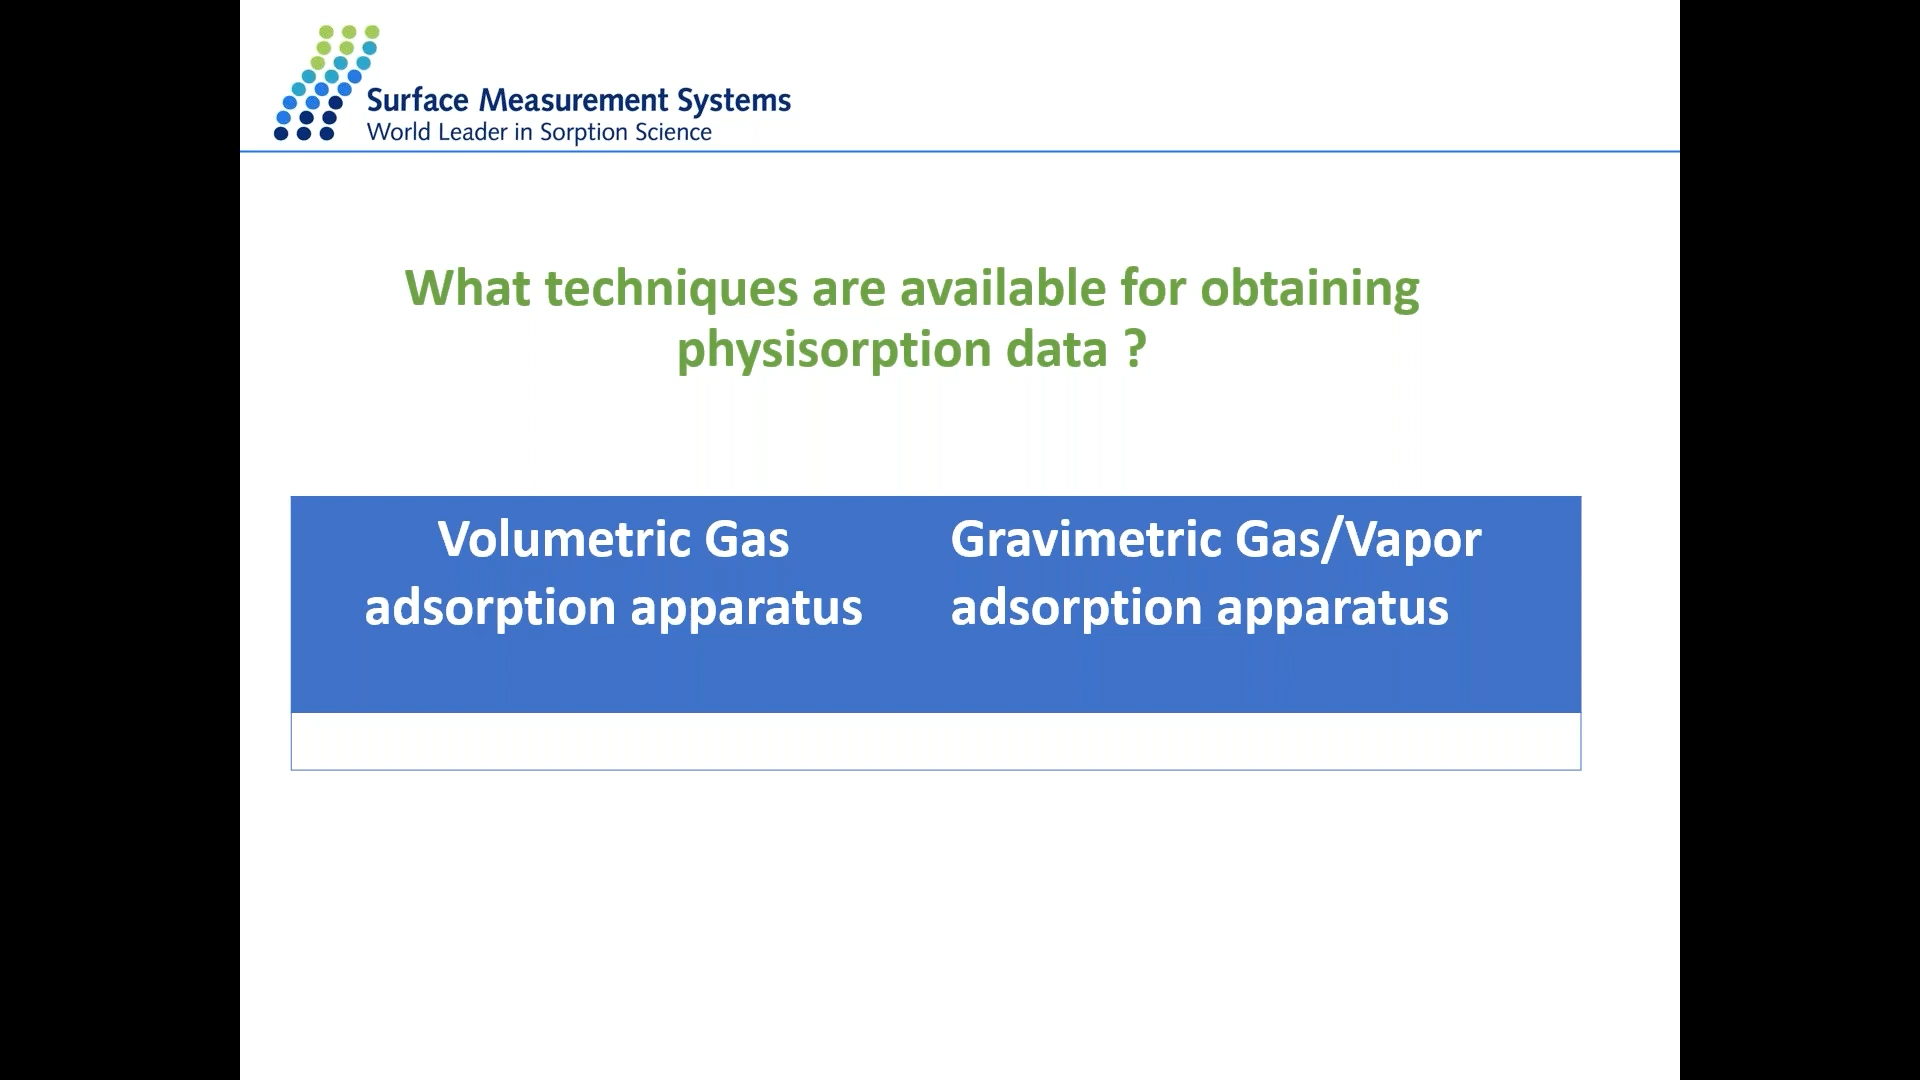 Surface Measurement Systems
World Leader in Sorption Science
What techniques are available for obtaining
physisorption data ?
Volumetric Gas
adsorption apparatus
Gravimetric Gas/Vapor
adsorption apparatus